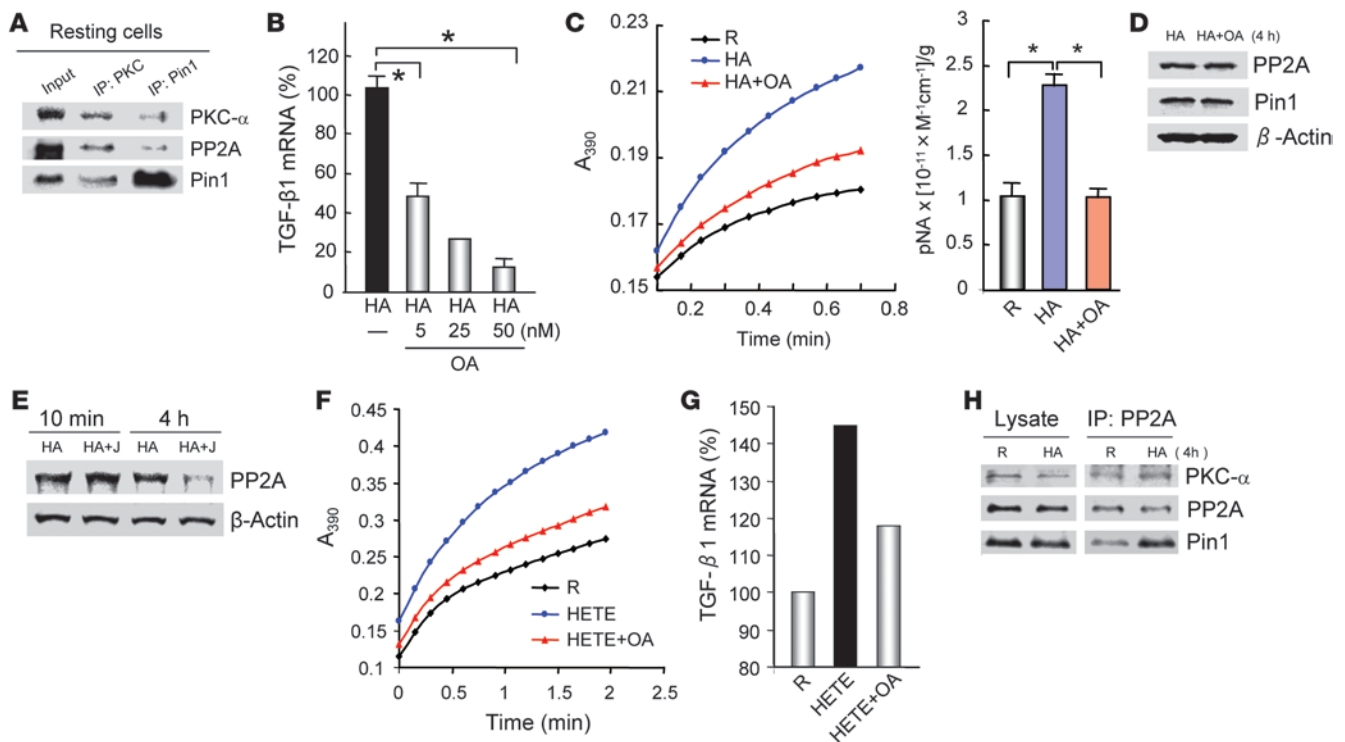 A
Resting cells
Input
IP: PKC
IP: Pin1
PKC-α
PP2A
Pin1
B
TGF-β1 mRNA (%)
120
100
80
60
40
20
0
*
*
HA HA HA HA
— 5 25 50 (nM)
OA
C
A390
0.23
0.21
0.19
0.17
0.15
R
HA
HA+OA
0.2 0.4 0.6 0.8
Time (min)
pNA x [10⁻¹¹ x M⁻¹cm⁻¹]/g
3
2.5
2
1.5
1
0.5
0
* *
R
HA
HA+OA
D
HA HA+OA (4 h)
PP2A
Pin1
β-Actin
E
10 min 4 h
HA HA+J HA HA+J
PP2A
β-Actin
F
A390
0.45
0.4
0.35
0.3
0.25
0.2
0.15
0.1
R
HETE
HETE+OA
0 0.5 1 1.5 2 2.5
Time (min)
G
TGF-β1 mRNA (%)
150
140
130
120
110
100
90
80
R
HETE
HETE+OA
H
Lysate IP: PP2A
R HA R HA (4h)
PKC-α
PP2A
Pin1